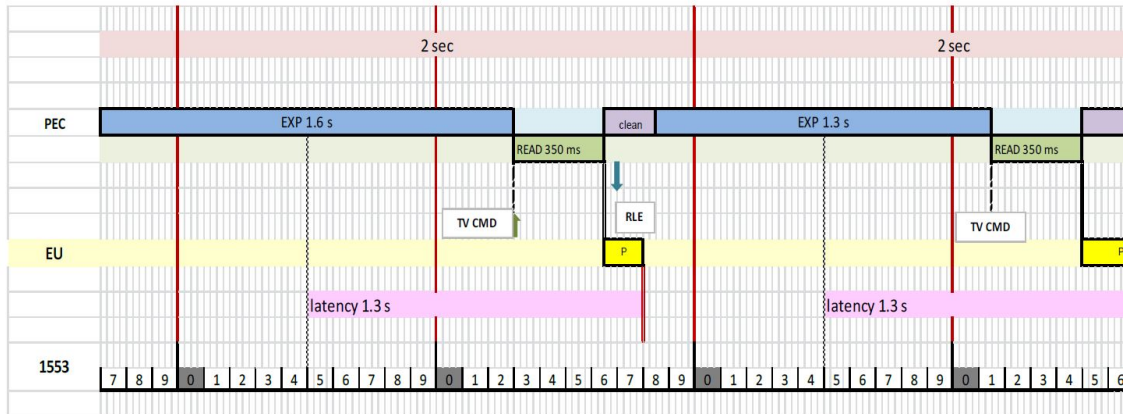 2 sec 2 sec
PEC EXP 1.6 s clean EXP 1.3 s
READ 350 ms READ 350 ms
TV CMD RLE TV CMD
EU P P
latency 1.3 s latency 1.3 s
1553
7 8 9 0 1 2 3 4 5 6 7 8 9 0 1 2 3 4 5 6 7 8 9 0 1 2 3 4 5 6 7 8 9 0 1 2 3 4 5 6